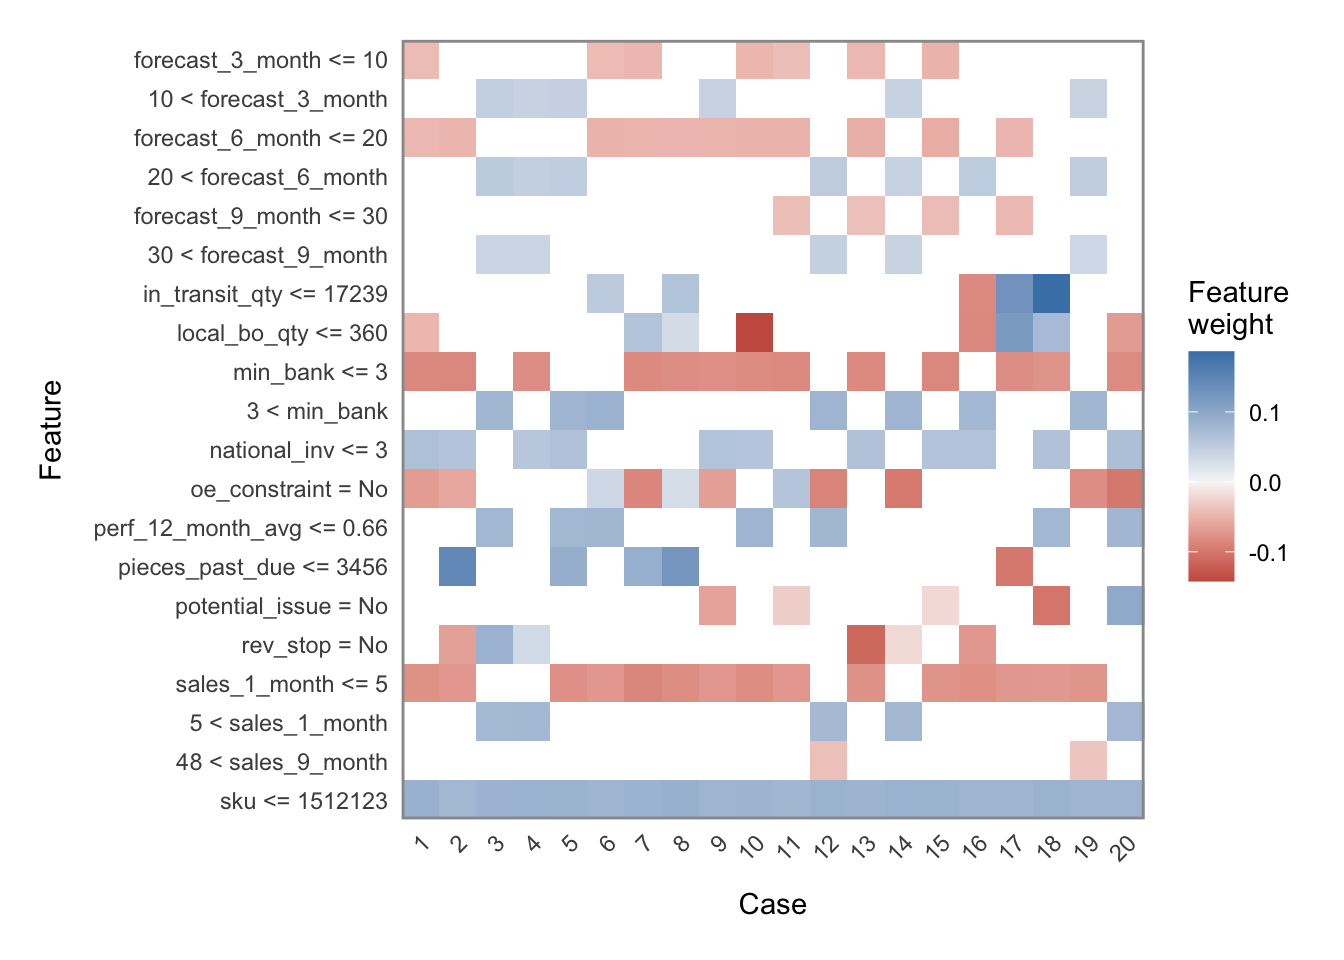 forecast_3_month <= 10
10 < forecast_3_month
forecast_6_month <= 20
20 < forecast_6_month
forecast_9_month <= 30
30 < forecast_9_month
in_transit_qty <= 17239
local_bo_qty <= 360
min_bank <= 3
3 < min_bank
national_inv <= 3
oe_constraint = No
perf_12_month_avg <= 0.66
pieces_past_due <= 3456
potential_issue = No
rev_stop = No
sales_1_month <= 5
5 < sales_1_month
48 < sales_9_month
sku <= 1512123
Feature
1 2 3 4 5 6 7 8 9 10 11 12 13 14 15 16 17 18 19 20
Case
Feature
weight
0.1
0.0
-0.1